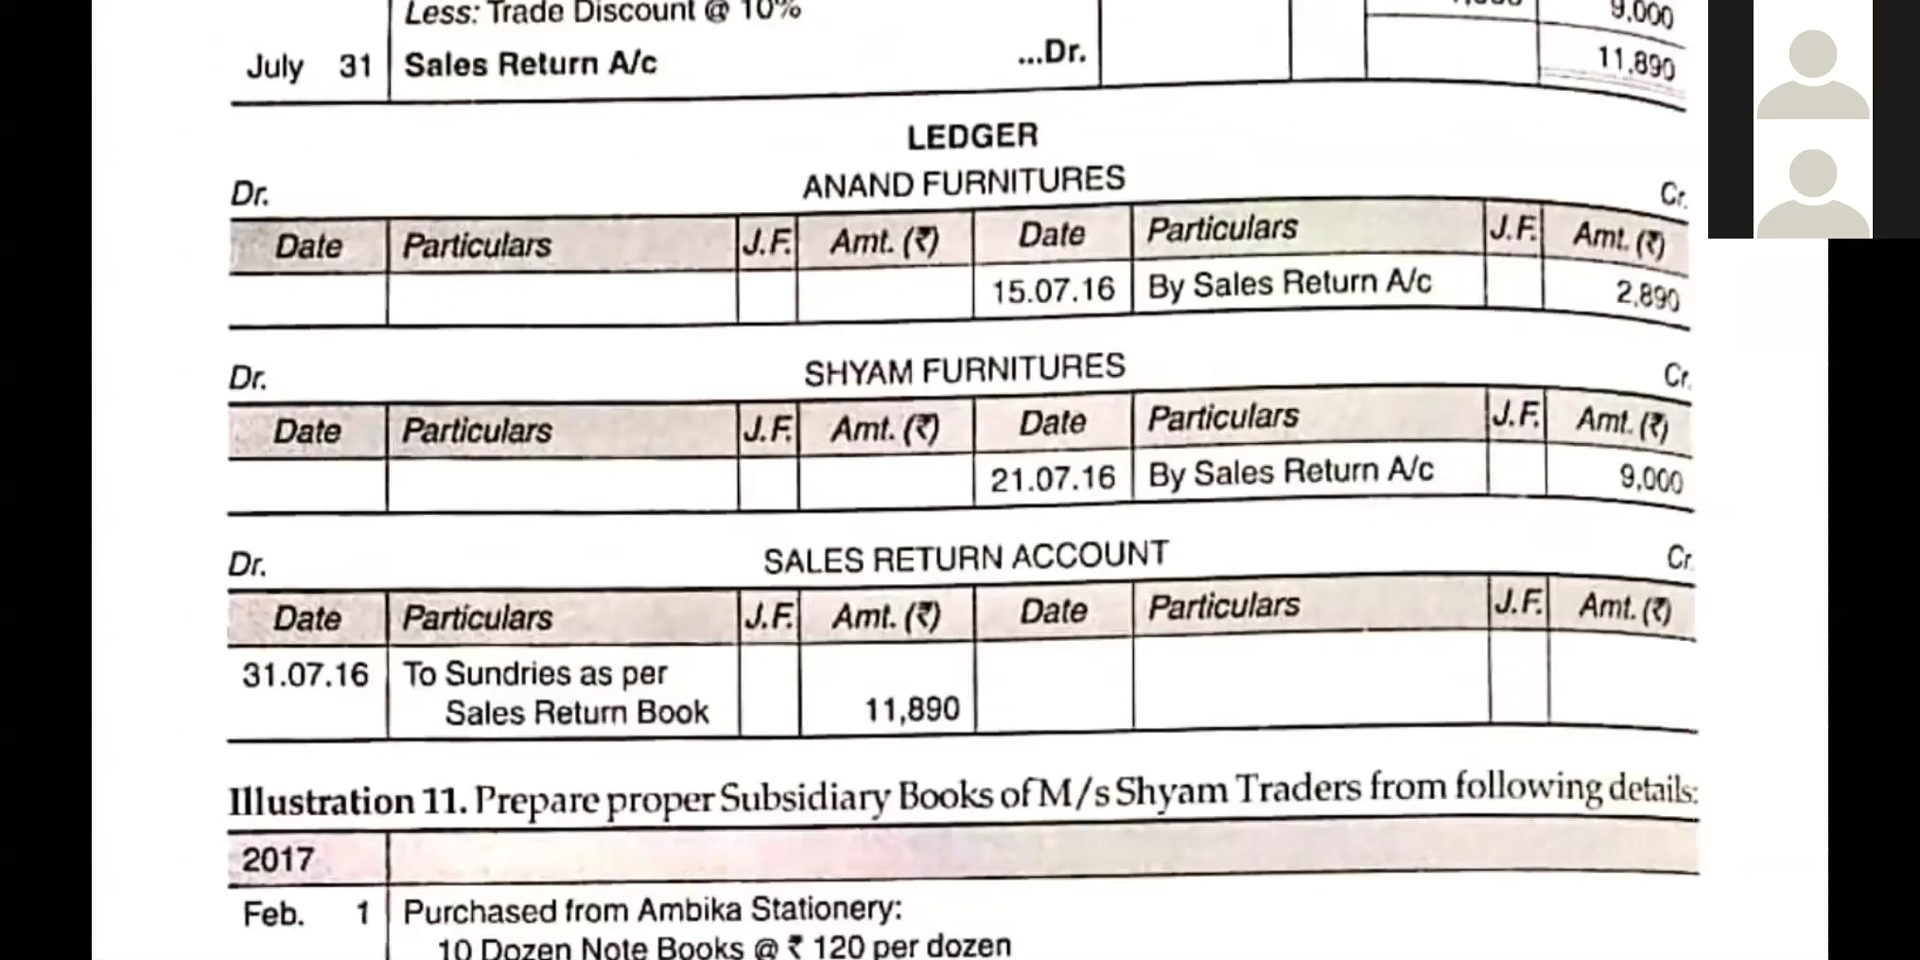 Less: Trade Discount @ 10% 9,000
July 31 Sales Return A/c ...Dr. 11,890
LEDGER
Dr. ANAND FURNITURES Cr.
Date Particulars J.F. Amt. (₹) Date Particulars J.F. Amt. (₹)
15.07.16 By Sales Return A/c 2,890
Dr. SHYAM FURNITURES Cr.
Date Particulars J.F. Amt. (₹) Date Particulars J.F. Amt. (₹)
21.07.16 By Sales Return A/c 9,000
Dr. SALES RETURN ACCOUNT Cr
Date Particulars J.F. Amt. (₹) Date Particulars J.F. Amt. (₹)
31.07.16 To Sundries as per
Sales Return Book 11,890
Illustration 11. Prepare proper Subsidiary Books of M/s Shyam Traders from following details:
2017
Feb. 1 Purchased from Ambika Stationery:
10 Dozen Note Books @ ₹ 120 per dozen